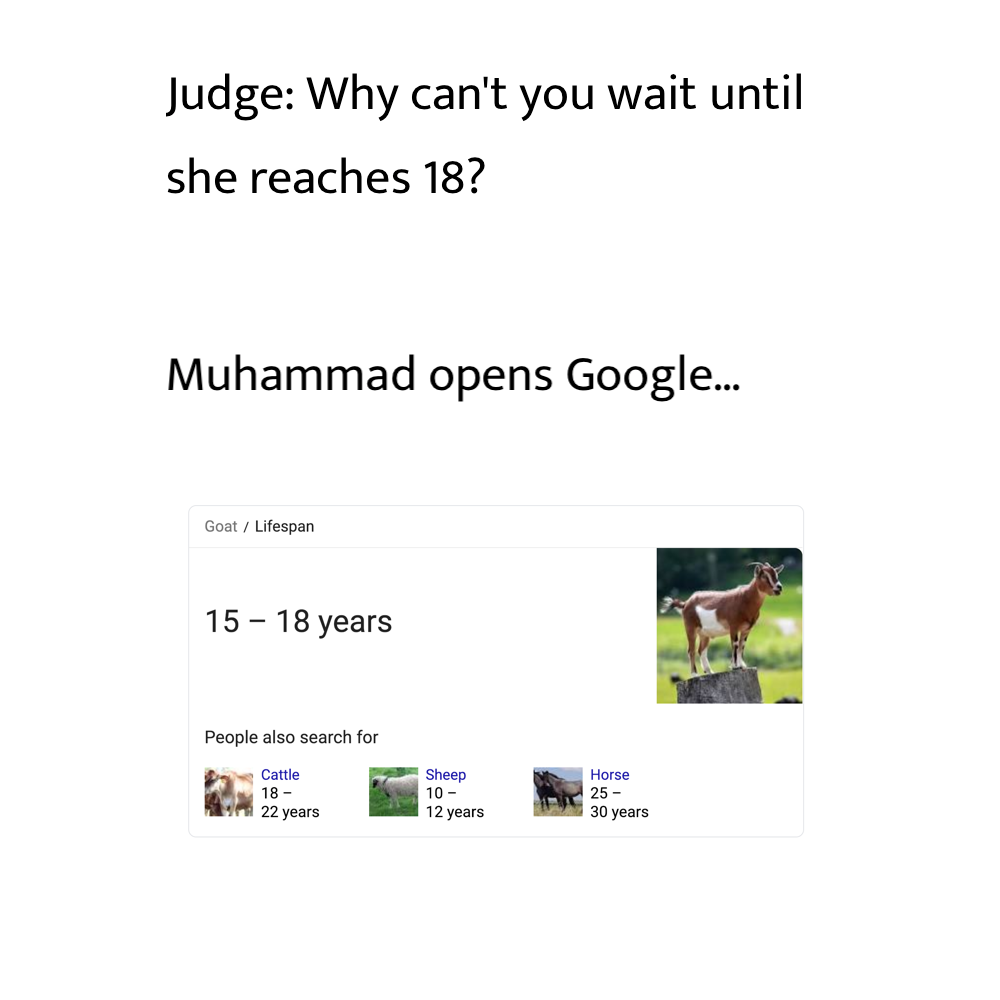 Judge: Why can't you wait until
she reaches 18?
Muhammad opens Google...
Goat / Lifespan
15 – 18 years
People also search for
Cattle
18 –
22 years
Sheep
10 –
12 years
Horse
25 –
30 years